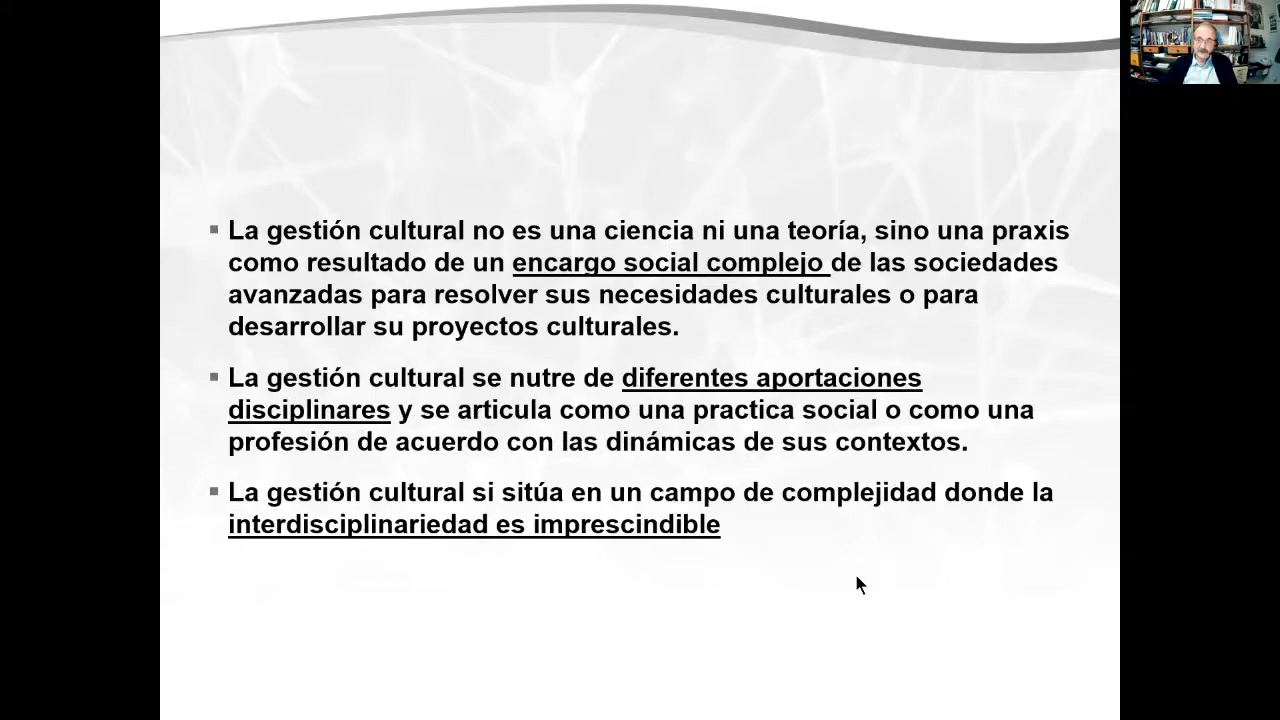 La gestión cultural no es una ciencia ni una teoría, sino una praxis
como resultado de un encargo social complejo de las sociedades
avanzadas para resolver sus necesidades culturales o para
desarrollar su proyectos culturales.
La gestión cultural se nutre de diferentes aportaciones
disciplinares y se articula como una practica social o como una
profesión de acuerdo con las dinámicas de sus contextos.
La gestión cultural si sitúa en un campo de complejidad donde la
interdisciplinariedad es imprescindible